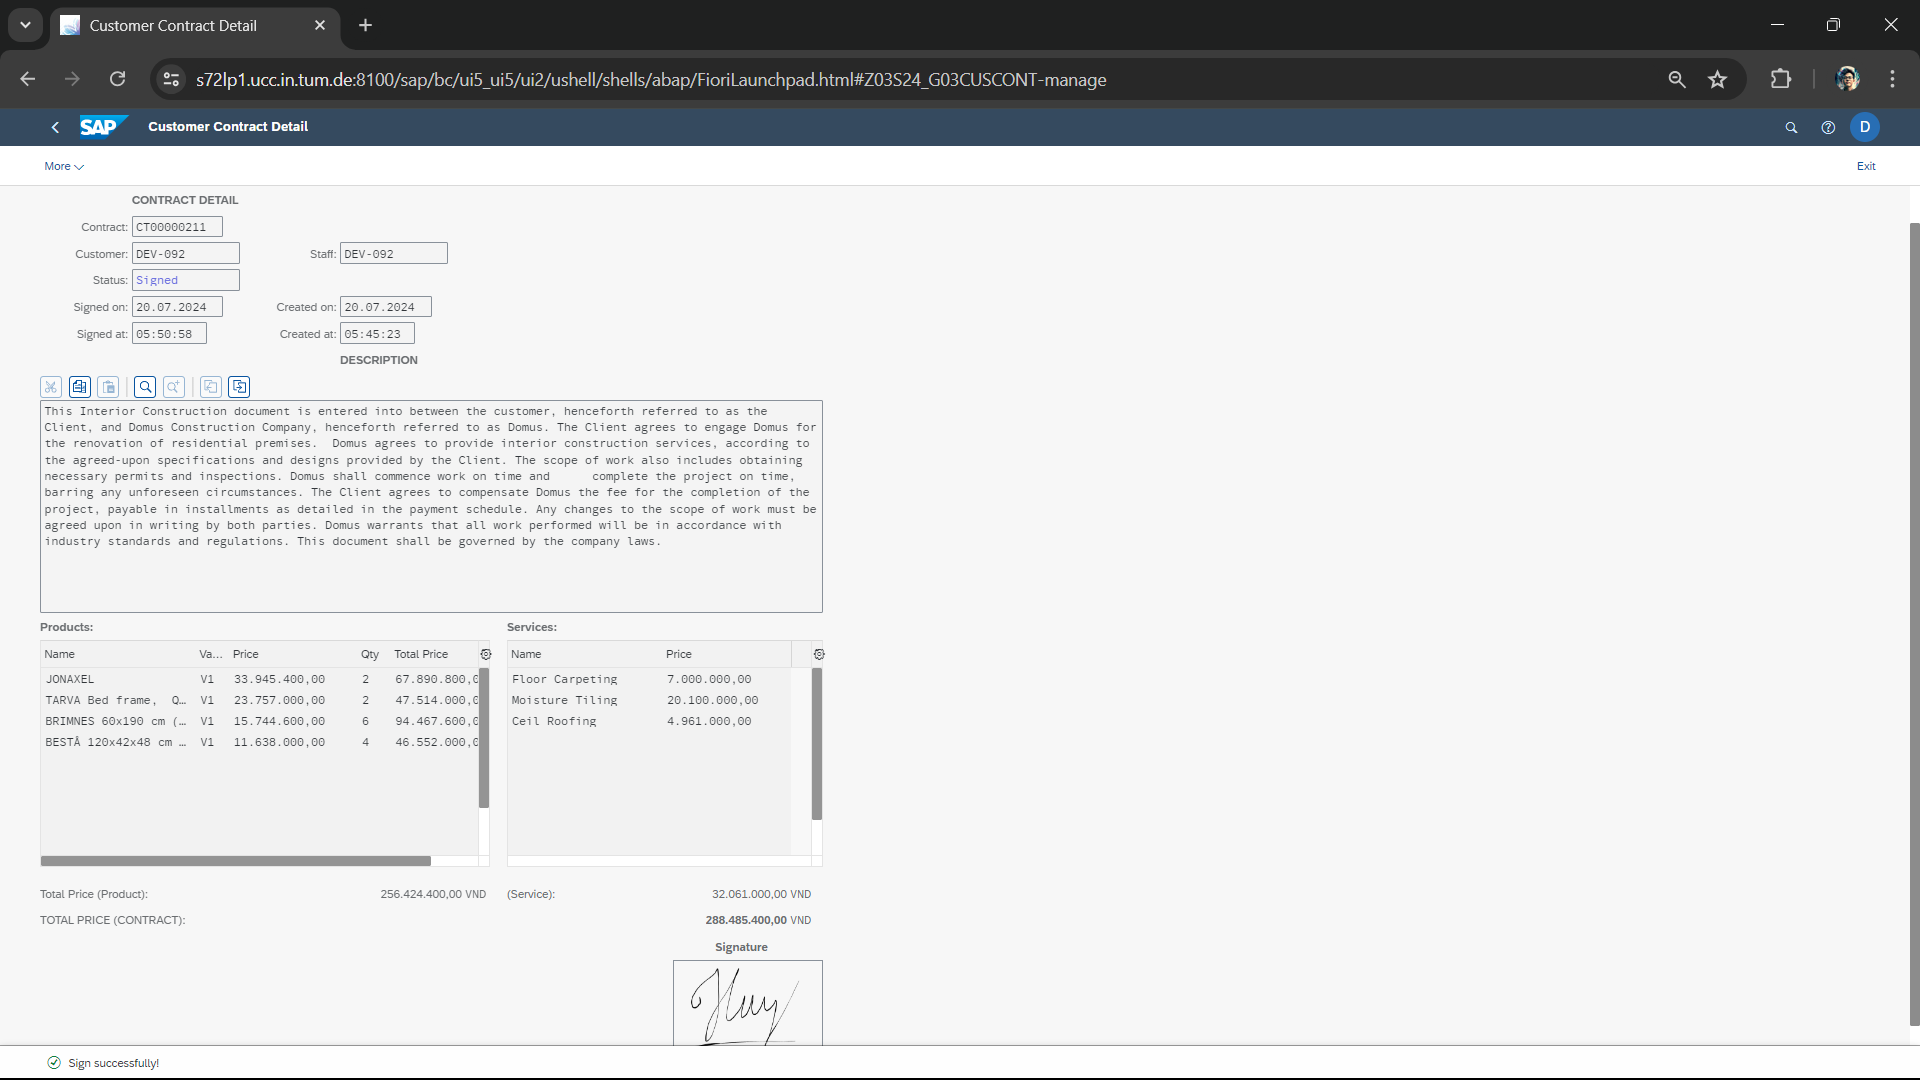 Customer Contract Detail
s72lp1.ucc.in.tum.de:8100/sap/bc/ui5_ui5/ui2/ushell/shells/abap/FioriLaunchpad.html#Z03S24_G03CUSCONT-manage
SAP Customer Contract Detail D
More Exit
CONTRACT DETAIL
Contract: CT00000211
Customer: DEV-092 Staff: DEV-092
Status: Signed
Signed on: 20.07.2024 Created on: 20.07.2024
Signed at: 05:50:58 Created at: 05:45:23
DESCRIPTION
This Interior Construction document is entered into between the customer, henceforth referred to as the
Client, and Domus Construction Company, henceforth referred to as Domus. The Client agrees to engage Domus for
the renovation of residential premises.  Domus agrees to provide interior construction services, according to
the agreed-upon specifications and designs provided by the Client. The scope of work also includes obtaining
necessary permits and inspections. Domus shall commence work on time and      complete the project on time,
barring any unforeseen circumstances. The Client agrees to compensate Domus the fee for the completion of the
project, payable in installments as detailed in the payment schedule. Any changes to the scope of work must be
agreed upon in writing by both parties. Domus warrants that all work performed will be in accordance with
industry standards and regulations. This document shall be governed by the company laws.
Products: Services:
Name Va... Price Qty Total Price Name Price
JONAXEL V1 33.945.400,00 2 67.890.800,0 Floor Carpeting 7.000.000,00
TARVA Bed frame,  Q… V1 23.757.000,00 2 47.514.000,0 Moisture Tiling 20.100.000,00
BRIMNES 60x190 cm (… V1 15.744.600,00 6 94.467.600,0 Ceil Roofing 4.961.000,00
BESTÅ 120x42x48 cm … V1 11.638.000,00 4 46.552.000,0
Total Price (Product): 256.424.400,00 VND (Service): 32.061.000,00 VND
TOTAL PRICE (CONTRACT): 288.485.400,00 VND
Signature
Huy
Sign successfully!